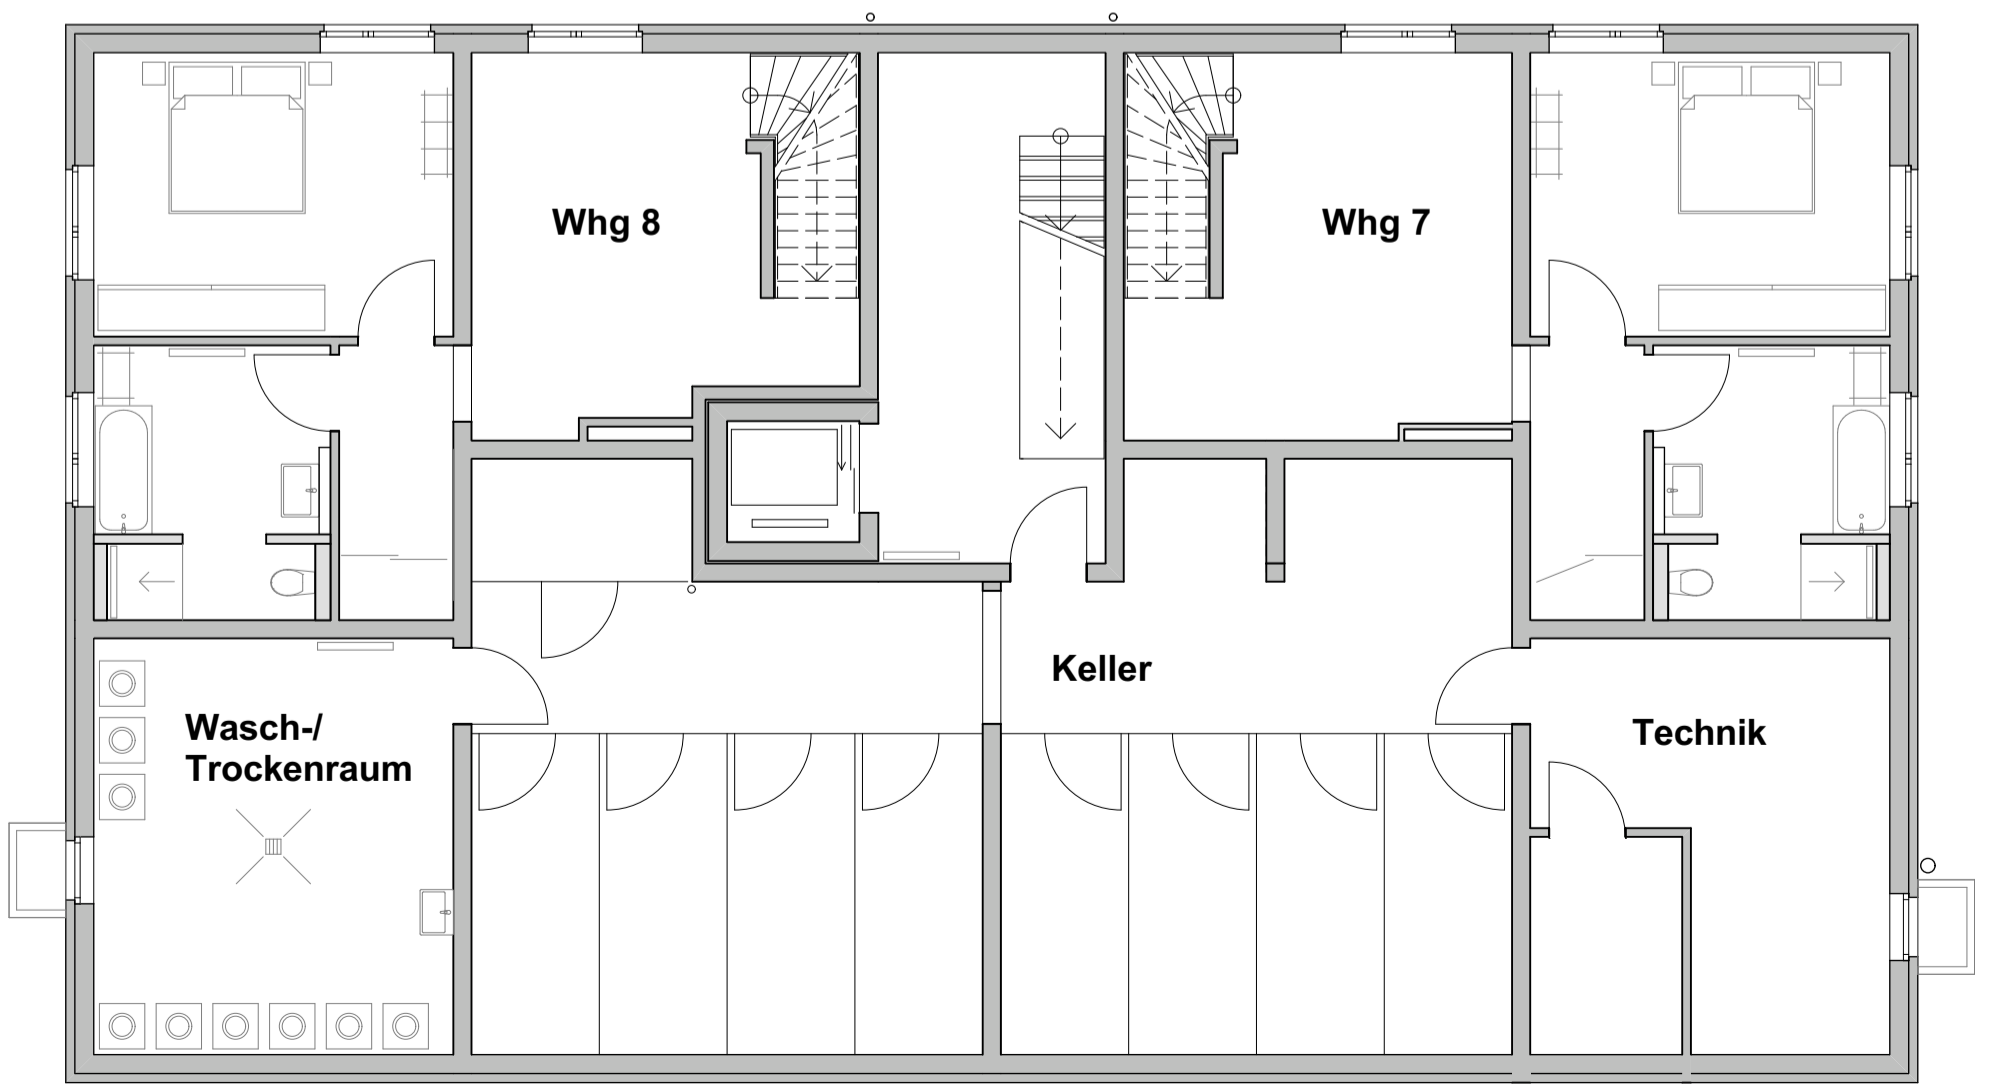 Whg 8
Whg 7
Keller
Wasch-/
Trockenraum
Technik